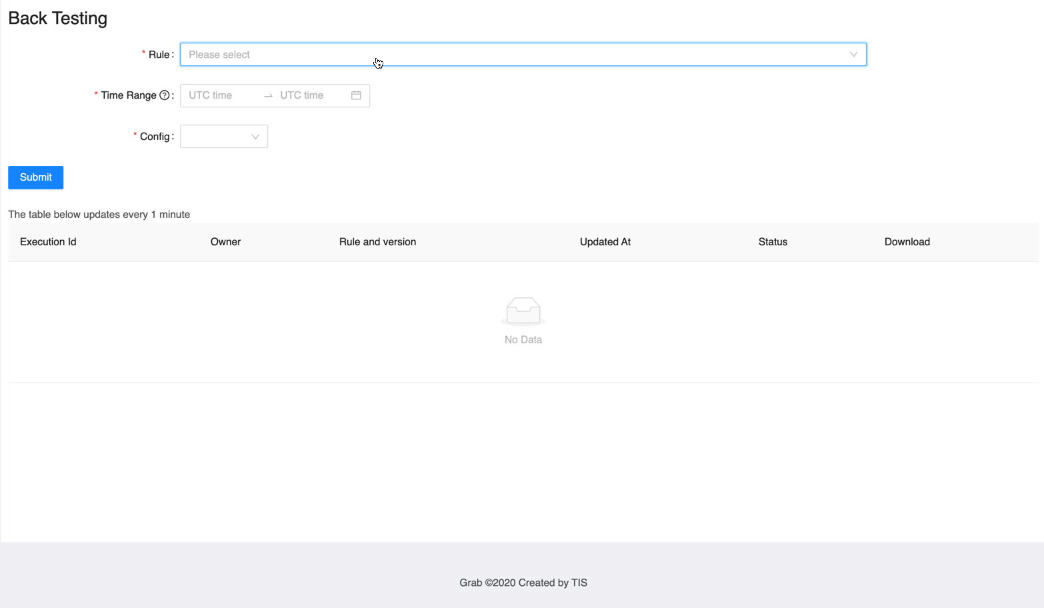 Back Testing
* Rule : Please select
* Time Range ? : UTC time → UTC time
* Config :
Submit
The table below updates every 1 minute
Execution Id Owner Rule and version Updated At Status Download
No Data
Grab ©2020 Created by TIS